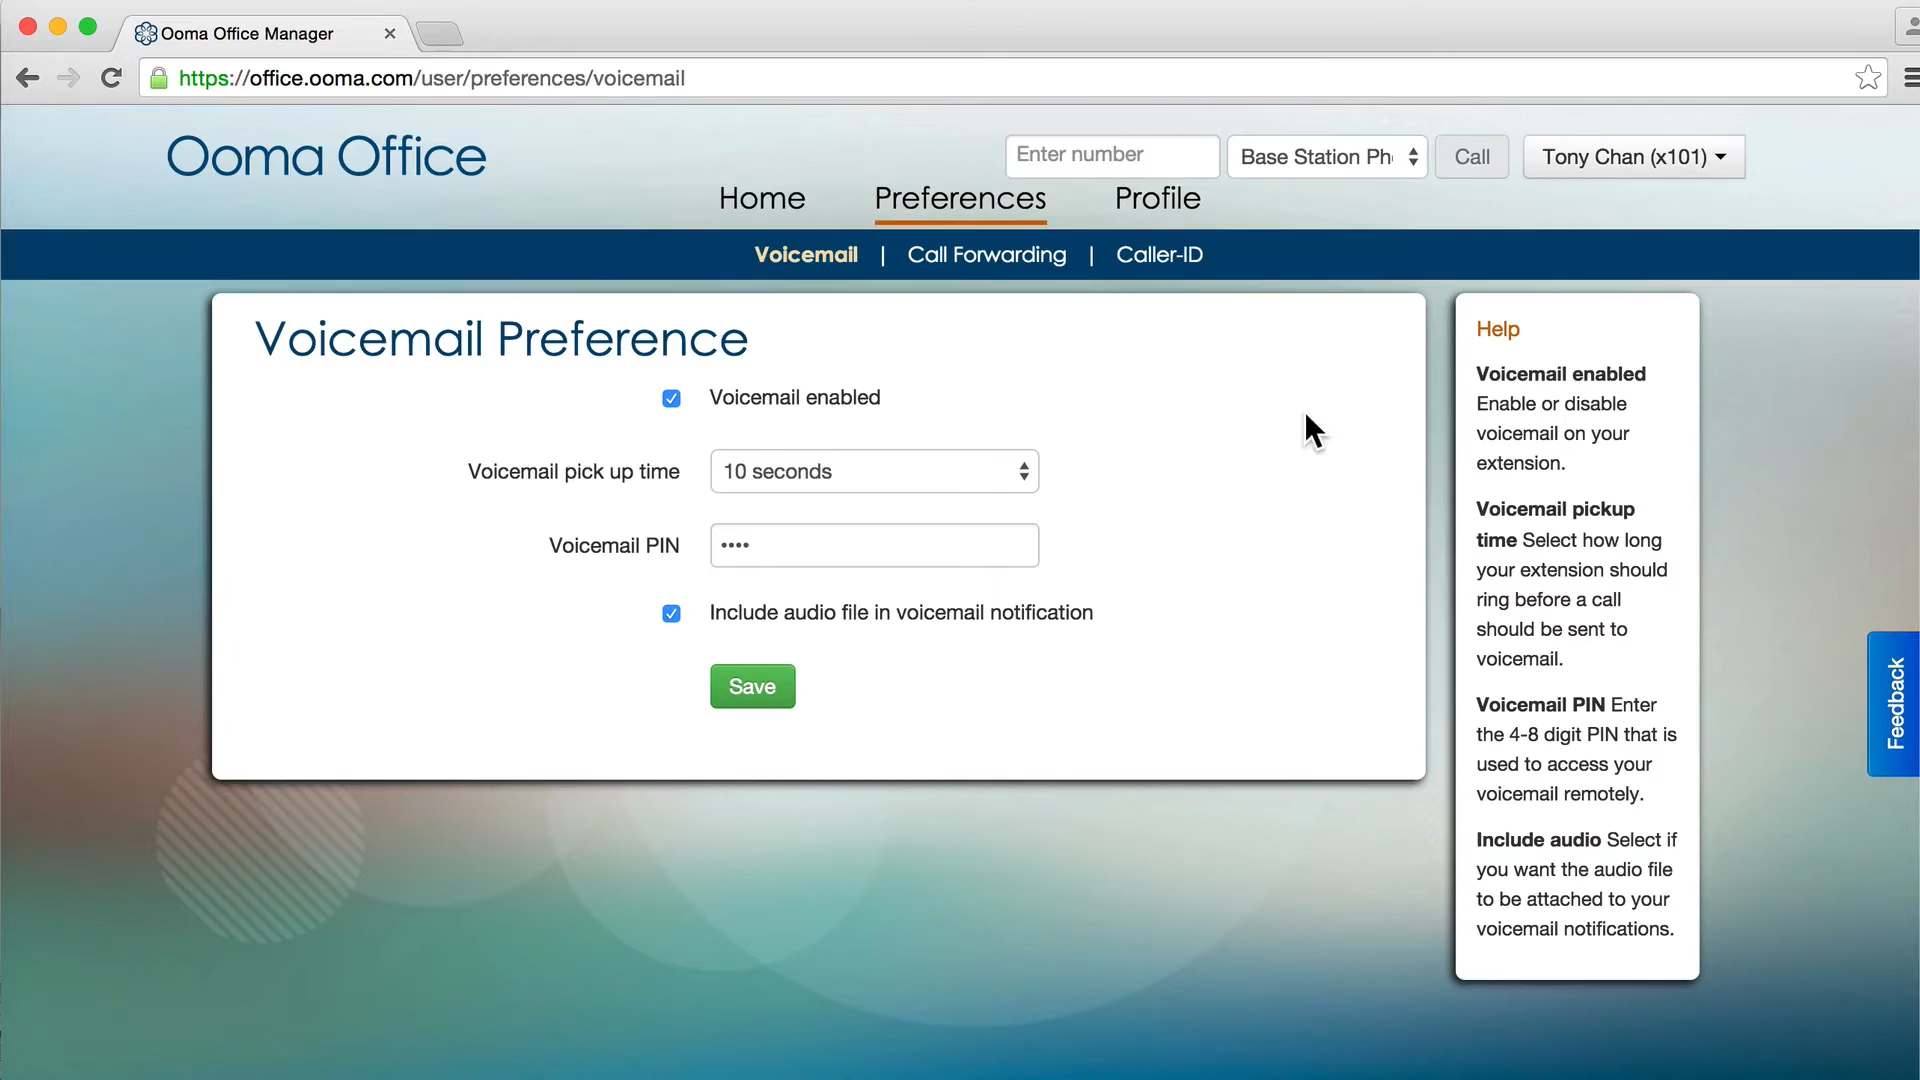 Ooma Office Manager
https://office.ooma.com/user/preferences/voicemail
Ooma Office
Enter number
Base Station Ph
Call
Tony Chan (x101)
Home
Preferences
Profile
Voicemail | Call Forwarding | Caller-ID
Voicemail Preference
Voicemail enabled
Voicemail pick up time
10 seconds
Voicemail PIN
••••
Include audio file in voicemail notification
Save
Help
Voicemail enabled
Enable or disable
voicemail on your
extension.
Voicemail pickup
time Select how long
your extension should
ring before a call
should be sent to
voicemail.
Voicemail PIN Enter
the 4-8 digit PIN that is
used to access your
voicemail remotely.
Include audio Select if
you want the audio file
to be attached to your
voicemail notifications.
Feedback